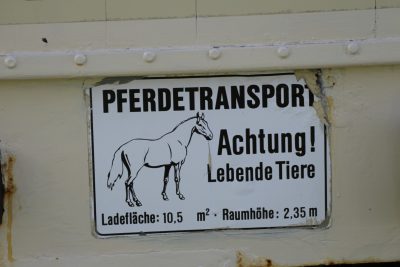 PFERDETRANSPORT
Achtung!
Lebende Tiere
Ladefläche: 10,5 m² · Raumhöhe: 2,35 m